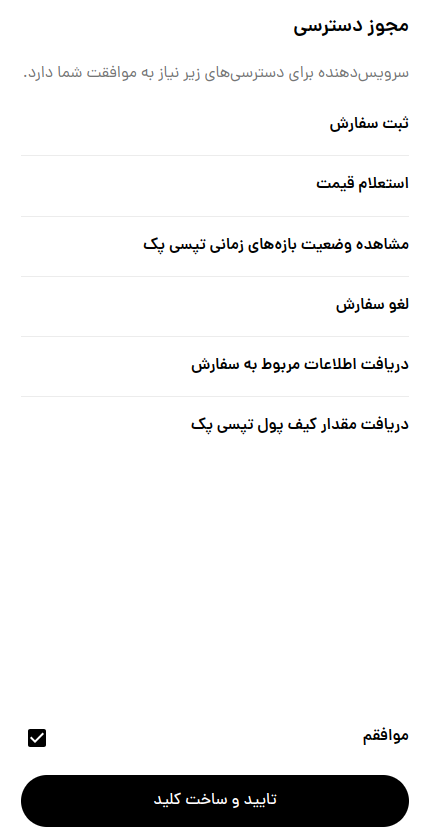 مجوز دسترسی
سرویس‌دهنده برای دسترسی‌های زیر نیاز به موافقت شما دارد.
ثبت سفارش
استعلام قیمت
مشاهده وضعیت بازه‌های زمانی تپسی پک
لغو سفارش
دریافت اطلاعات مربوط به سفارش
دریافت مقدار کیف پول تپسی پک
موافقم
تایید و ساخت کلید